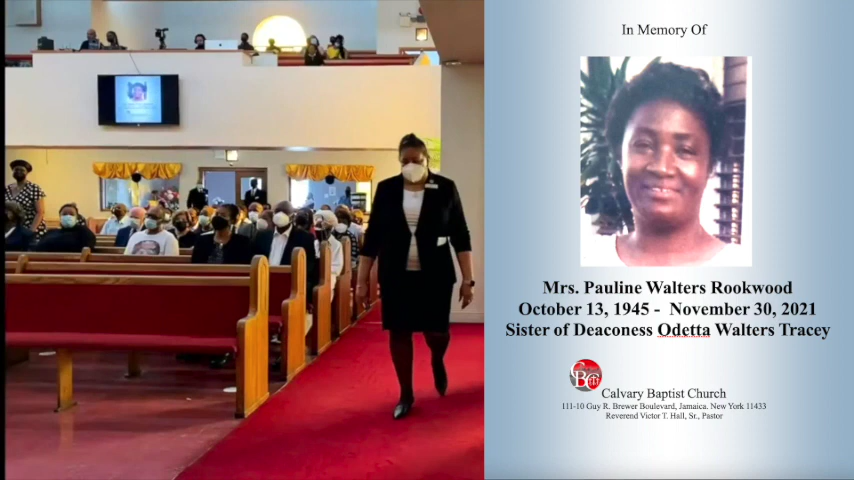 In Memory Of
Mrs. Pauline Walters Rookwood
October 13, 1945 - November 30, 2021
Sister of Deaconess Odetta Walters Tracey
CBC
Calvary Baptist Church
111-10 Guy R. Brewer Boulevard, Jamaica, New York 11433
Reverend Victor T. Hall, Sr., Pastor